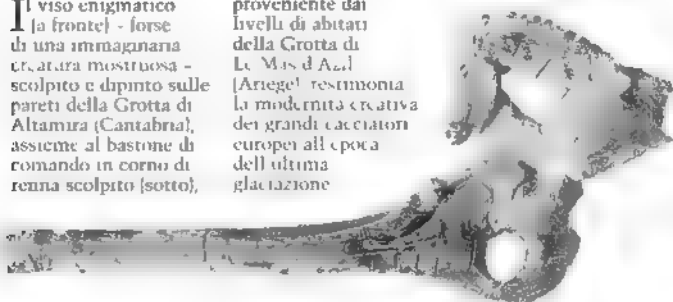 Il viso enigmatico
(a fronte) - forse
di una immaginaria
creatura mostruosa -
scolpito e dipinto sulle
pareti della Grotta di
Altamira (Cantabria),
assieme al bastone di
comando in corno di
renna scolpito (sotto),
proveniente dai
livelli di abitati
della Grotta di
Le Mas d'Azil
(Ariège) testimonia
la modernità creativa
dei grandi cacciatori
europei all'epoca
dell'ultima
glaciazione